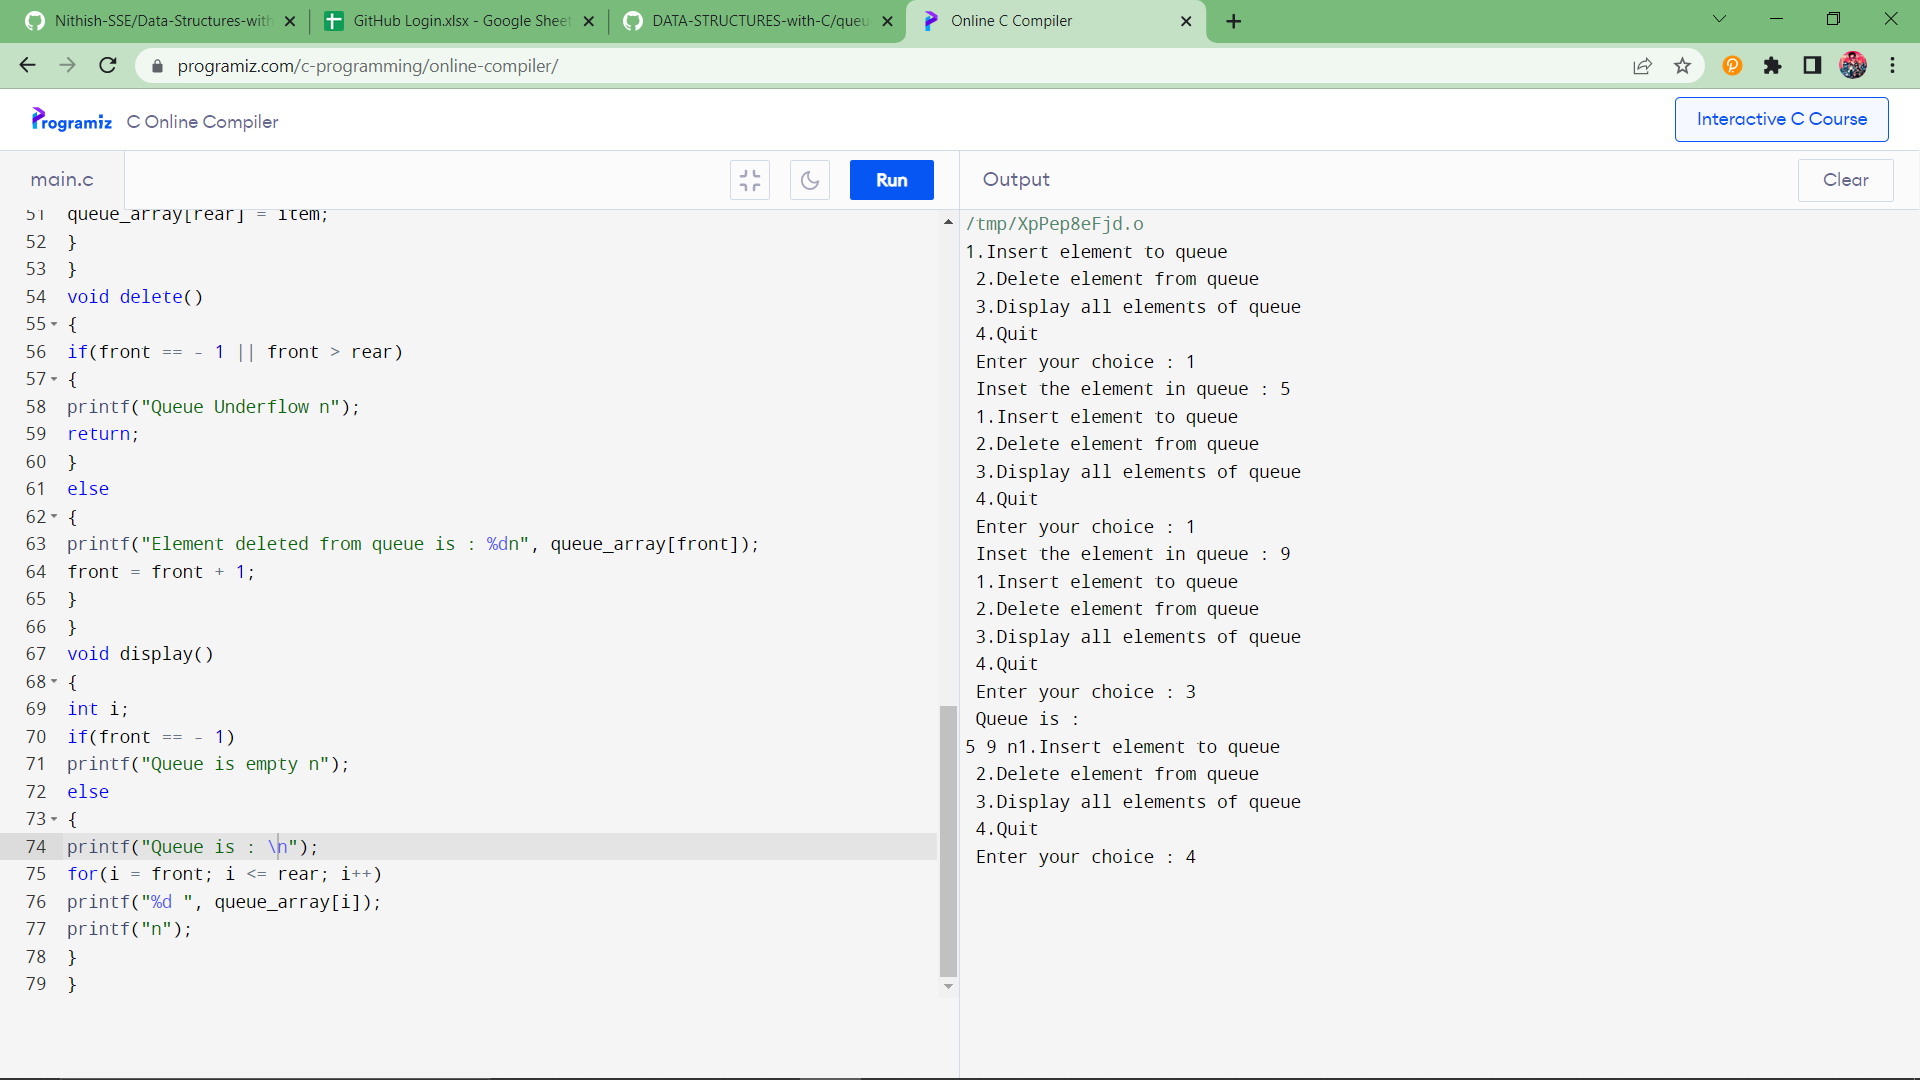 Nithish-SSE/Data-Structures-with
GitHub Login.xlsx - Google Sheet
DATA-STRUCTURES-with-C/queu
Online C Compiler
programiz.com/c-programming/online-compiler/
Programiz
C Online Compiler
Interactive C Course
main.c
Run
Output
Clear
51 queue_array[rear] = item;
52 }
53 }
54 void delete()
55 {
56 if(front == - 1 || front > rear)
57 {
58 printf("Queue Underflow n");
59 return;
60 }
61 else
62 {
63 printf("Element deleted from queue is : %dn", queue_array[front]);
64 front = front + 1;
65 }
66 }
67 void display()
68 {
69 int i;
70 if(front == - 1)
71 printf("Queue is empty n");
72 else
73 {
74 printf("Queue is : \n");
75 for(i = front; i <= rear; i++)
76 printf("%d ", queue_array[i]);
77 printf("n");
78 }
79 }
/tmp/XpPep8eFjd.o
1.Insert element to queue
2.Delete element from queue
3.Display all elements of queue
4.Quit
Enter your choice : 1
Inset the element in queue : 5
1.Insert element to queue
2.Delete element from queue
3.Display all elements of queue
4.Quit
Enter your choice : 1
Inset the element in queue : 9
1.Insert element to queue
2.Delete element from queue
3.Display all elements of queue
4.Quit
Enter your choice : 3
Queue is :
5 9 n1.Insert element to queue
2.Delete element from queue
3.Display all elements of queue
4.Quit
Enter your choice : 4